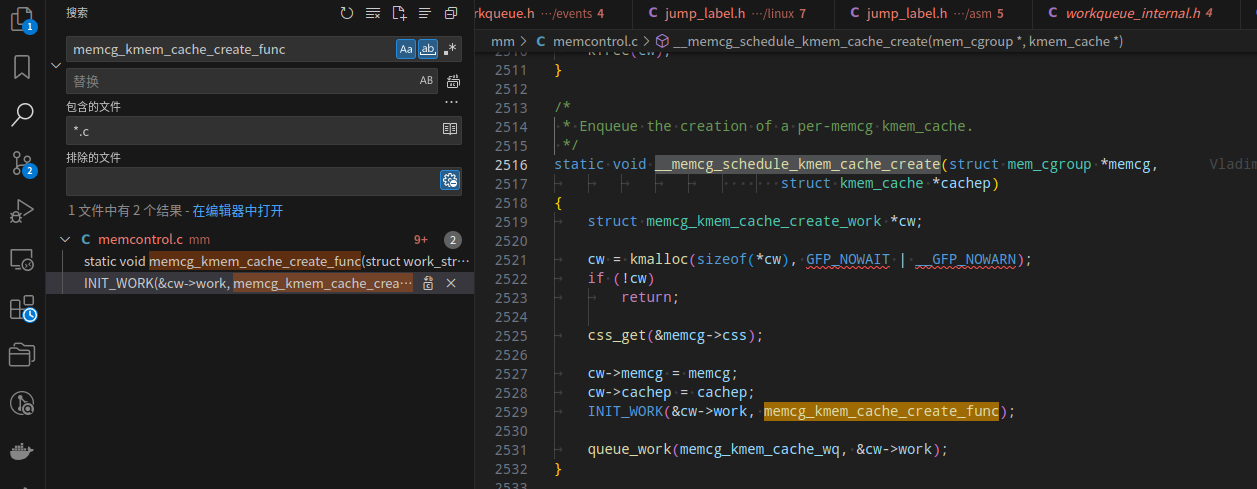 搜索
memcg_kmem_cache_create_func
Aa
ab
.*
替换
AB
包含的文件
···
*.c
排除的文件
1 文件中有 2 个结果 - 在编辑器中打开
C memcontrol.c mm 9+ 2
static void memcg_kmem_cache_create_func(struct work_str···
INIT_WORK(&cw->work, memcg_kmem_cache_crea···
1
2
rkqueue.h ···/events 4
C jump_label.h ···/linux 7
C jump_label.h ···/asm 5
C workqueue_internal.h 4
mm > C memcontrol.c > __memcg_schedule_kmem_cache_create(mem_cgroup *, kmem_cache *)
2511 }
2512
2513 /*
2514 * Enqueue the creation of a per-memcg kmem_cache.
2515 */
2516 static void __memcg_schedule_kmem_cache_create(struct mem_cgroup *memcg, Vladim
2517 struct kmem_cache *cachep)
2518 {
2519 struct memcg_kmem_cache_create_work *cw;
2520
2521 cw = kmalloc(sizeof(*cw), GFP_NOWAIT | __GFP_NOWARN);
2522 if (!cw)
2523 return;
2524
2525 css_get(&memcg->css);
2526
2527 cw->memcg = memcg;
2528 cw->cachep = cachep;
2529 INIT_WORK(&cw->work, memcg_kmem_cache_create_func);
2530
2531 queue_work(memcg_kmem_cache_wq, &cw->work);
2532 }
2533